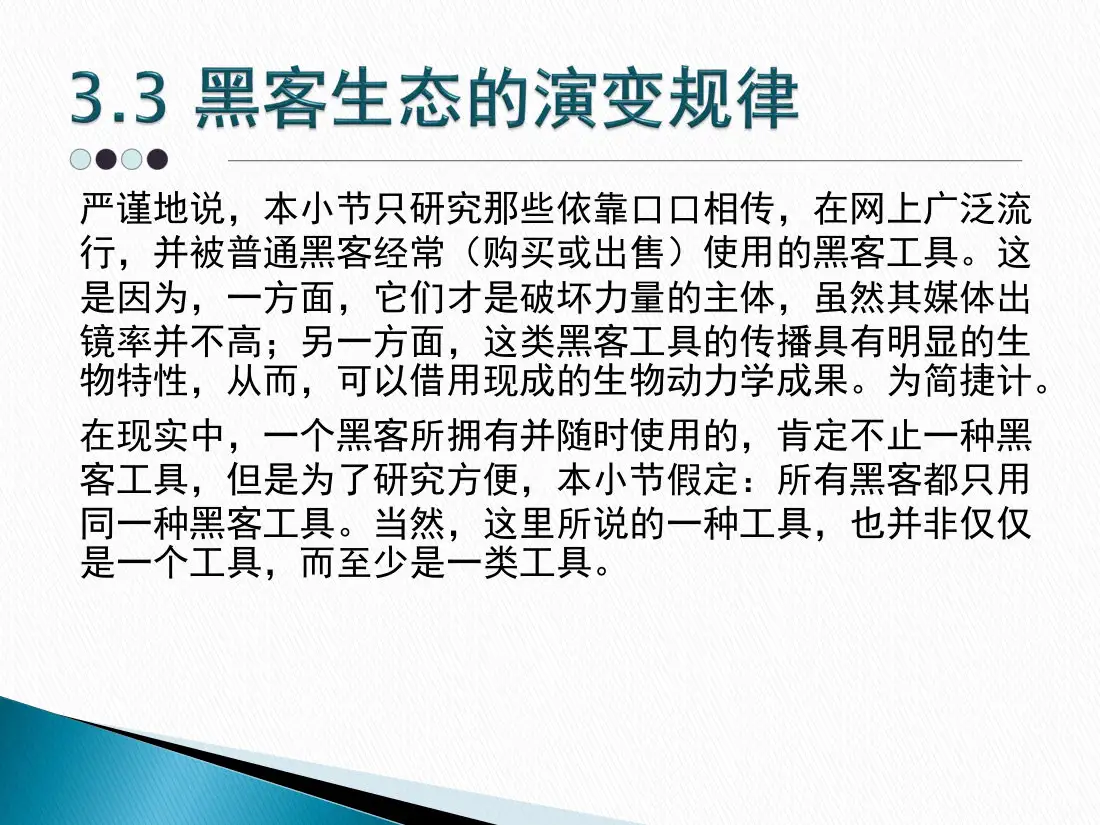 3.3 黑客生态的演变规律
严谨地说，本小节只研究那些依靠口口相传，在网上广泛流
行，并被普通黑客经常（购买或出售）使用的黑客工具。这
是因为，一方面，它们才是破坏力量的主体，虽然其媒体出
镜率并不高；另一方面，这类黑客工具的传播具有明显的生
物特性，从而，可以借用现成的生物动力学成果。为简捷计。
在现实中，一个黑客所拥有并随时使用的，肯定不止一种黑
客工具，但是为了研究方便，本小节假定：所有黑客都只用
同一种黑客工具。当然，这里所说的一种工具，也并非仅仅
是一个工具，而至少是一类工具。